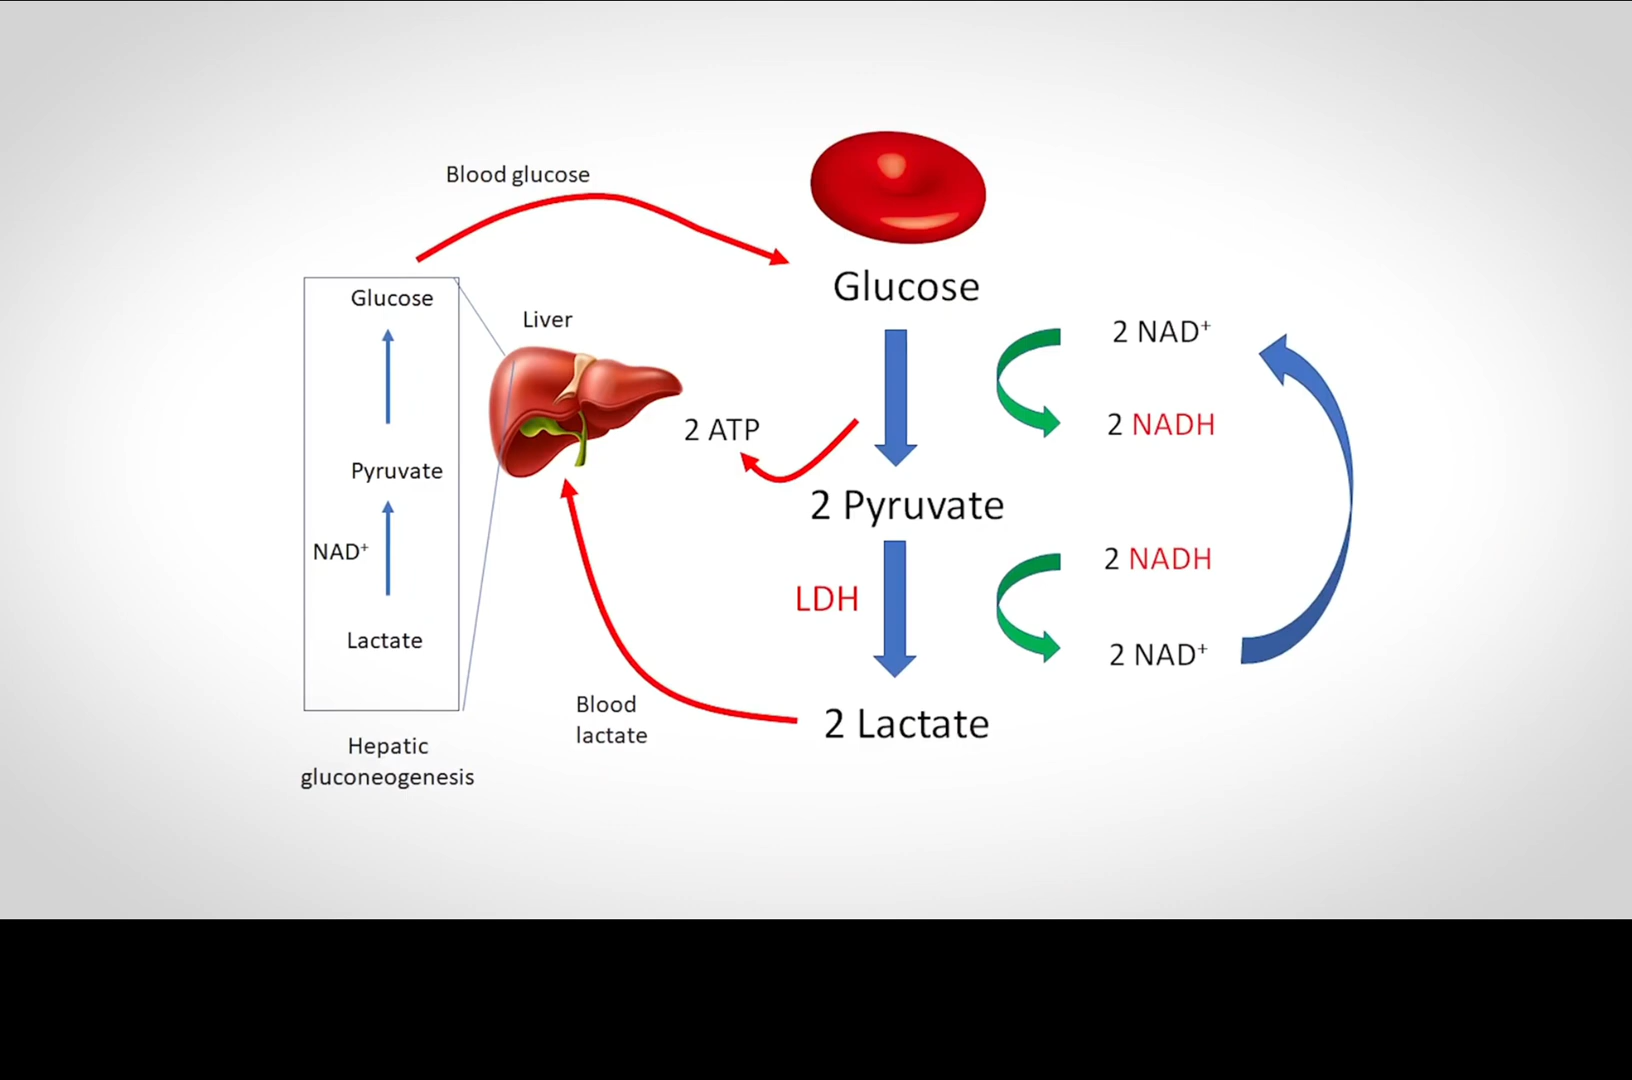 Blood glucose
Glucose
Liver
Glucose
2 NAD⁺
2 NADH
2 ATP
Pyruvate
2 Pyruvate
NAD⁺
2 NADH
LDH
Lactate
2 NAD⁺
Blood
lactate
2 Lactate
Hepatic
gluconeogenesis